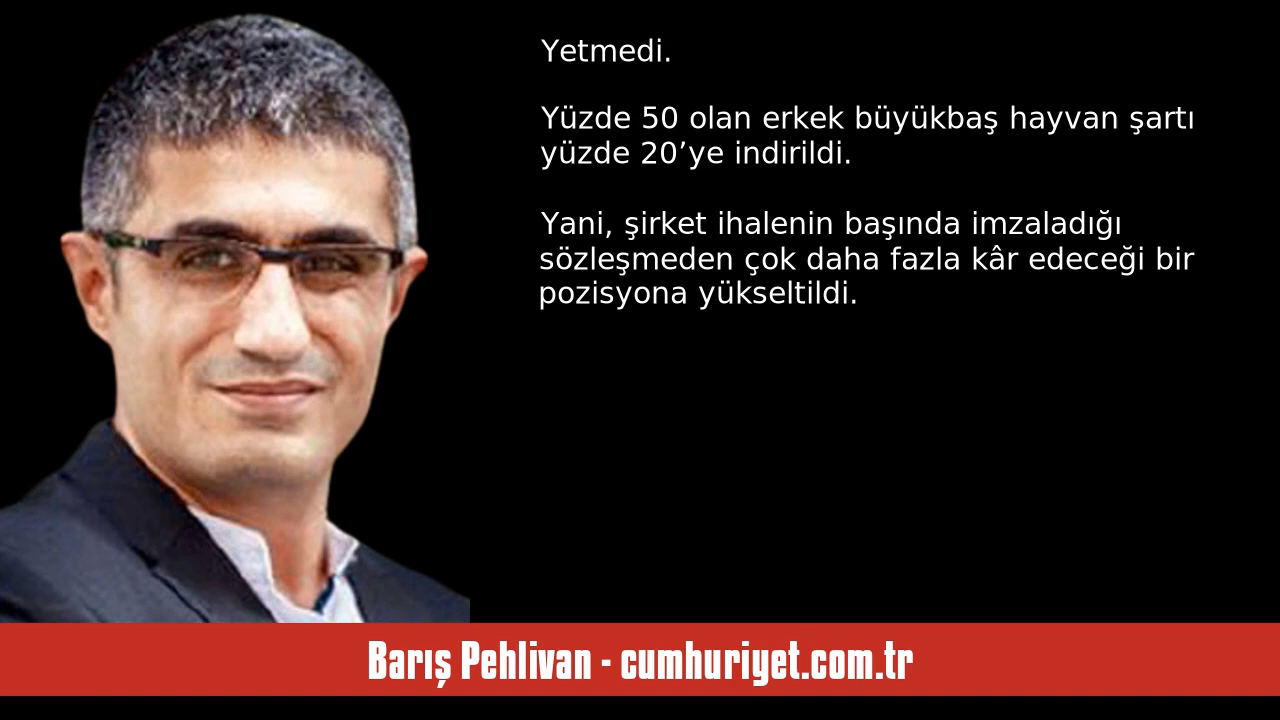 Yetmedi.
Yüzde 50 olan erkek büyükbaş hayvan şartı
yüzde 20’ye indirildi.
Yani, şirket ihalenin başında imzaladığı
sözleşmeden çok daha fazla kâr edeceği bir
pozisyona yükseltildi.
Barış Pehlivan - cumhuriyet.com.tr